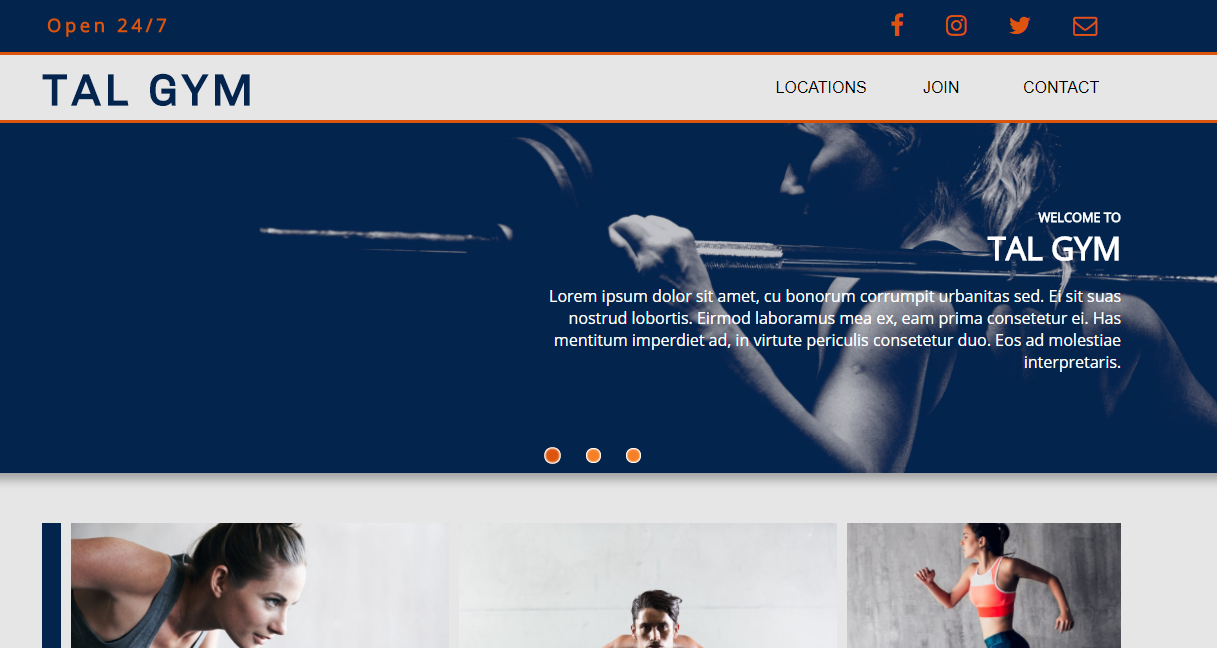 Open 24/7
TAL GYM
LOCATIONS JOIN CONTACT
WELCOME TO
TAL GYM
Lorem ipsum dolor sit amet, cu bonorum corrumpit urbanitas sed. Ei sit suas
nostrud lobortis. Eirmod laboramus mea ex, eam prima consetetur ei. Has
mentitum imperdiet ad, in virtute periculis consetetur duo. Eos ad molestiae
interpretaris.